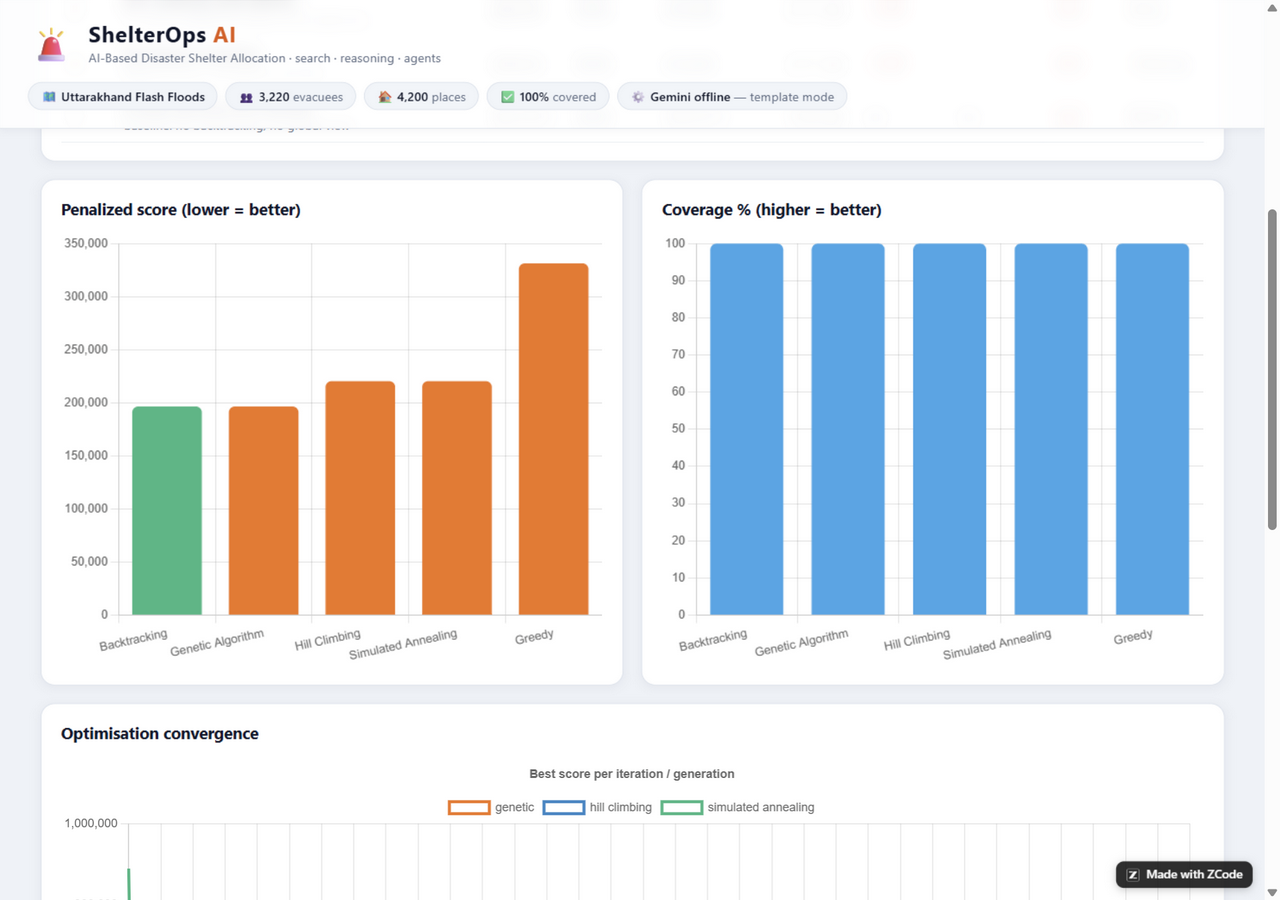 ShelterOps AI
AI-Based Disaster Shelter Allocation · search · reasoning · agents
Uttarakhand Flash Floods
3,220 evacuees
4,200 places
100% covered
Gemini offline — template mode
Penalized score (lower = better)
350,000
300,000
250,000
200,000
150,000
100,000
50,000
0
Backtracking
Genetic Algorithm
Hill Climbing
Simulated Annealing
Greedy
Coverage % (higher = better)
100
90
80
70
60
50
40
30
20
10
0
Backtracking
Genetic Algorithm
Hill Climbing
Simulated Annealing
Greedy
Optimisation convergence
Best score per iteration / generation
genetic
hill climbing
simulated annealing
1,000,000
Z Made with ZCode